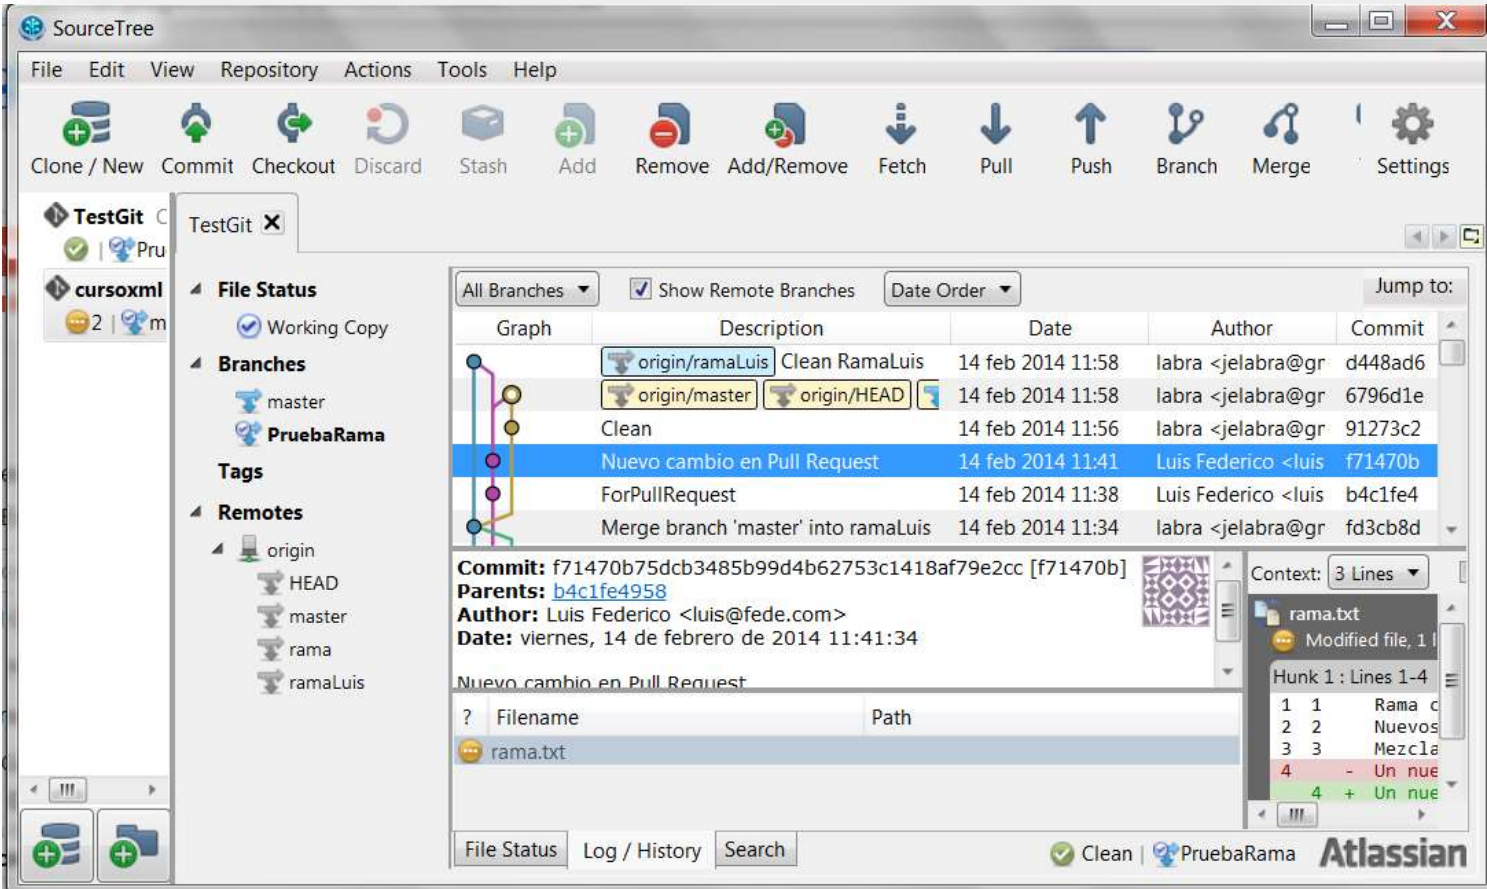 SourceTree
File Edit View Repository Actions Tools Help
Clone / New Commit Checkout Discard Stash Add Remove Add/Remove Fetch Pull Push Branch Merge Settings
TestGit
Pru
cursoxml
2 m
TestGit
File Status
Working Copy
Branches
master
PruebaRama
Tags
Remotes
origin
HEAD
master
rama
ramaLuis
All Branches Show Remote Branches Date Order Jump to:
Graph Description Date Author Commit
origin/ramaLuis Clean RamaLuis 14 feb 2014 11:58 labra <jelabra@gr d448ad6
origin/master origin/HEAD 14 feb 2014 11:58 labra <jelabra@gr 6796d1e
Clean 14 feb 2014 11:56 labra <jelabra@gr 91273c2
Nuevo cambio en Pull Request 14 feb 2014 11:41 Luis Federico <luis f71470b
ForPullRequest 14 feb 2014 11:38 Luis Federico <luis b4c1fe4
Merge branch 'master' into ramaLuis 14 feb 2014 11:34 labra <jelabra@gr fd3cb8d
Commit: f71470b75dcb3485b99d4b62753c1418af79e2cc [f71470b]
Parents: b4c1fe4958
Author: Luis Federico <luis@fede.com>
Date: viernes, 14 de febrero de 2014 11:41:34
Nuevo cambio en Pull Request
? Filename Path
rama.txt
Context: 3 Lines
rama.txt
Modified file, 1 l
Hunk 1 : Lines 1-4
1 1 Rama c
2 2 Nuevos
3 3 Mezcla
4 - Un nue
4 + Un nue
File Status Log / History Search
Clean PruebaRama Atlassian